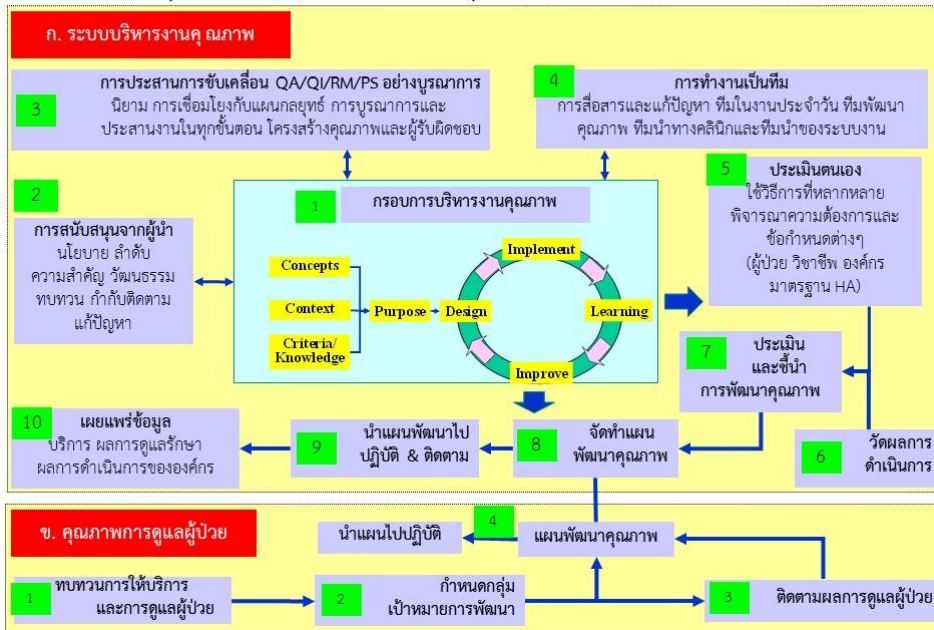 ก. ระบบบริหารงานคุณภาพ
3
การประสานการขับเคลื่อน QA/QI/RM/PS อย่างบูรณาการ
นิยาม การเชื่อมโยงกับแผนกลยุทธ์ การบูรณาการและ
ประสานงานในทุกขั้นตอน โครงสร้างคุณภาพและผู้รับผิดชอบ
4
การทำงานเป็นทีม
การสื่อสารและแก้ปัญหา ทีมในงานประจำวัน ทีมพัฒนา
คุณภาพ ทีมนำทางคลินิกและทีมนำของระบบงาน
2
การสนับสนุนจากผู้นำ
นโยบาย ลำดับ
ความสำคัญ วัฒนธรรม
ทบทวน กำกับติดตาม
แก้ปัญหา
1
กรอบการบริหารงานคุณภาพ
Concepts
Context
Criteria/
Knowledge
Purpose
Design
Implement
Learning
Improve
5
ประเมินตนเอง
ใช้วิธีการที่หลากหลาย
พิจารณาความต้องการและ
ข้อกำหนดต่างๆ
(ผู้ป่วย วิชาชีพ องค์กร
มาตรฐาน HA)
7
ประเมิน
และชี้นำ
การพัฒนาคุณภาพ
6
วัดผลการ
ดำเนินการ
8
จัดทำแผน
พัฒนาคุณภาพ
9
นำแผนพัฒนาไป
ปฏิบัติ & ติดตาม
10
เผยแพร่ข้อมูล
บริการ ผลการดูแลรักษา
ผลการดำเนินการขององค์กร
ข. คุณภาพการดูแลผู้ป่วย
นำแผนไปปฏิบัติ
4
แผนพัฒนาคุณภาพ
1
ทบทวนการให้บริการ
และการดูแลผู้ป่วย
2
กำหนดกลุ่ม
เป้าหมายการพัฒนา
3
ติดตามผลการดูแลผู้ป่วย